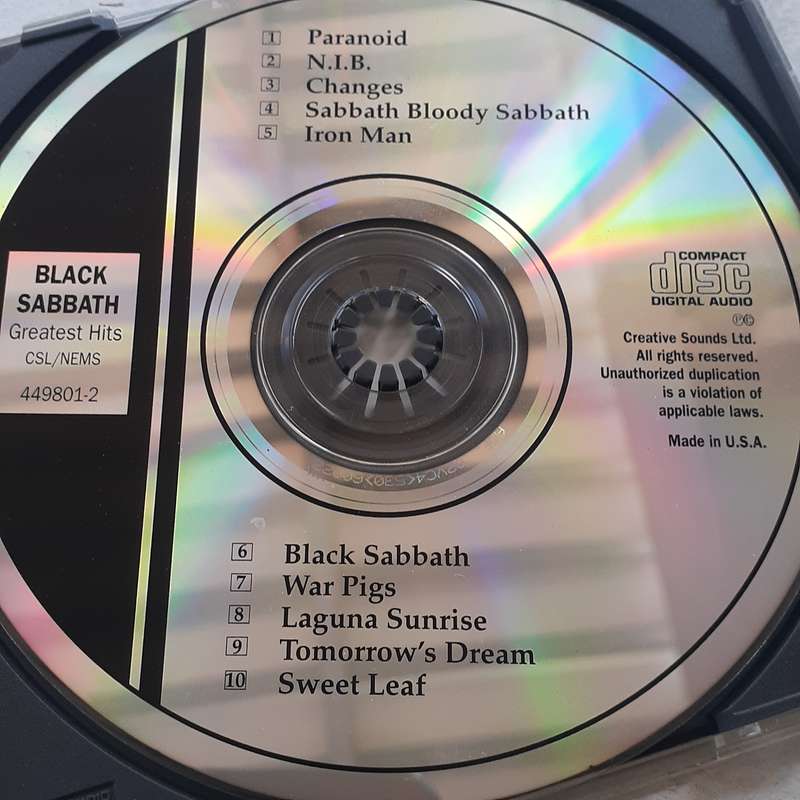 1 Paranoid
2 N.I.B.
3 Changes
4 Sabbath Bloody Sabbath
5 Iron Man
BLACK
SABBATH
Greatest Hits
CSL/NEMS
449801-2
COMPACT
disc
DIGITAL AUDIO
℗©
Creative Sounds Ltd.
All rights reserved.
Unauthorized duplication
is a violation of
applicable laws.
Made in U.S.A.
6 Black Sabbath
7 War Pigs
8 Laguna Sunrise
9 Tomorrow's Dream
10 Sweet Leaf